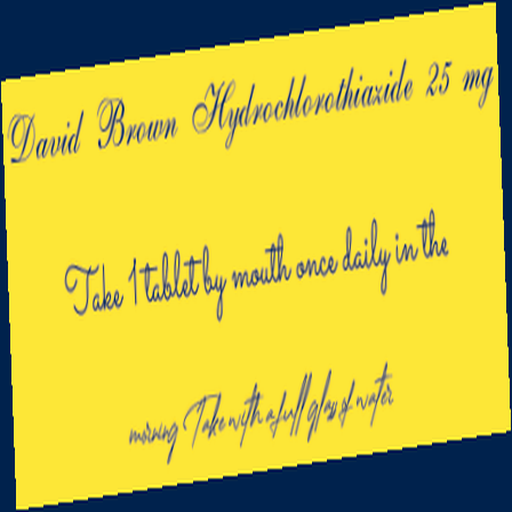 David Brown Hydrochlorothiazide 25 mg
Take 1 tablet by mouth once daily in the
morning Take with a full glass of water